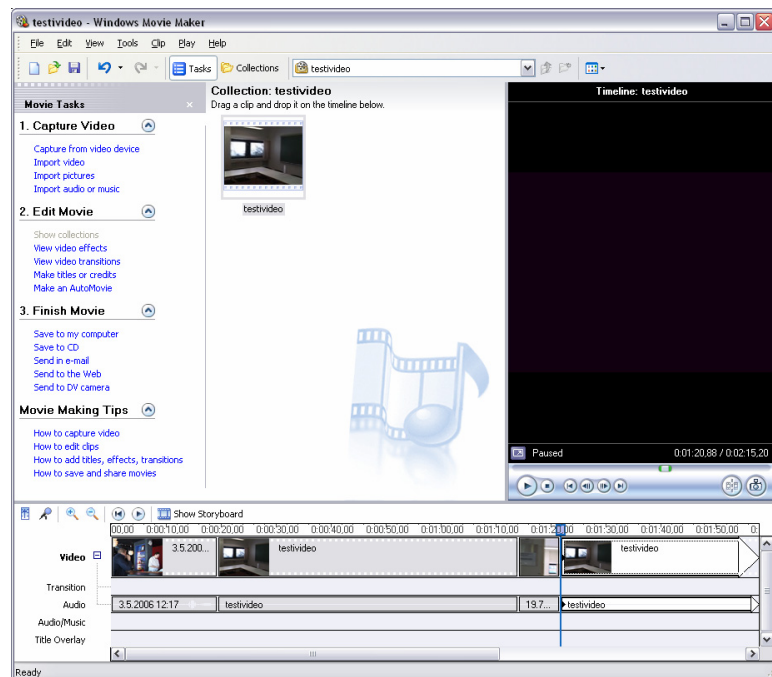 testivideo - Windows Movie Maker
File Edit View Tools Clip Play Help
Tasks Collections testivideo
Movie Tasks
1. Capture Video
Capture from video device
Import video
Import pictures
Import audio or music
2. Edit Movie
Show collections
View video effects
View video transitions
Make titles or credits
Make an AutoMovie
3. Finish Movie
Save to my computer
Save to CD
Send in e-mail
Send to the Web
Send to DV camera
Movie Making Tips
How to capture video
How to edit clips
How to add titles, effects, transitions
How to save and share movies
Collection: testivideo
Drag a clip and drop it on the timeline below.
testivideo
Timeline: testivideo
Paused 0:01:20,88 / 0:02:15,20
Show Storyboard
00,00 0:00:10,00 0:00:20,00 0:00:30,00 0:00:40,00 0:00:50,00 0:01:00,00 0:01:10,00 0:01:20,00 0:01:30,00 0:01:40,00 0:01:50,00 0:
Video 3.5.200... testivideo testivideo
Transition
Audio 3.5.2006 12:17 testivideo 19.7... testivideo
Audio/Music
Title Overlay
Ready